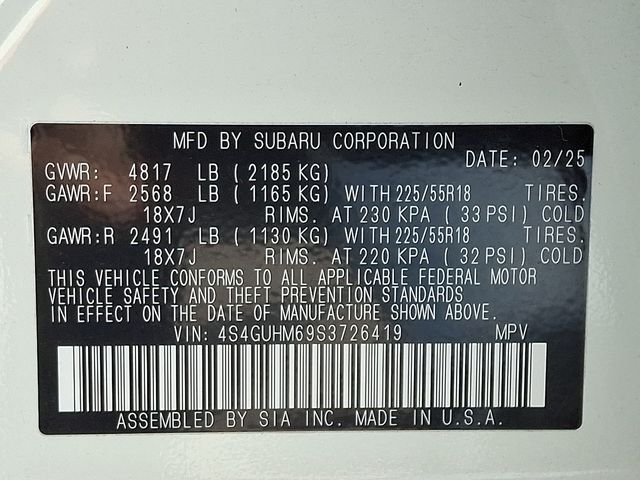 MFD BY SUBARU CORPORATION
DATE: 02/25
GVWR: 4817 LB (2185 KG)
GAWR:F 2568 LB (1165 KG) WITH 225/55R18 TIRES.
18X7J RIMS. AT 230 KPA (33 PSI) COLD
GAWR:R 2491 LB (1130 KG) WITH 225/55R18 TIRES.
18X7J RIMS. AT 220 KPA (32 PSI) COLD
THIS VEHICLE CONFORMS TO ALL APPLICABLE FEDERAL MOTOR
VEHICLE SAFETY AND THEFT PREVENTION STANDARDS
IN EFFECT ON THE DATE OF MANUFACTURE SHOWN ABOVE.
VIN: 4S4GUHM69S3726419 MPV
ASSEMBLED BY SIA INC. MADE IN U.S.A.